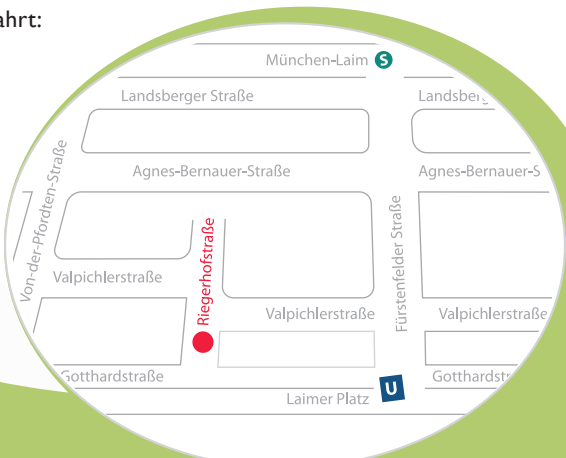 ahrt:
München-Laim S
Landsberger Straße
Landsberg
Agnes-Bernauer-Straße
Agnes-Bernauer-S
Von-der-Pfordten-Straße
Riegerhofstraße
Fürstenfelder Straße
Valpichlerstraße
Valpichlerstraße
Valpichlerstraße
Gotthardstraße
Gotthardstr
Laimer Platz U